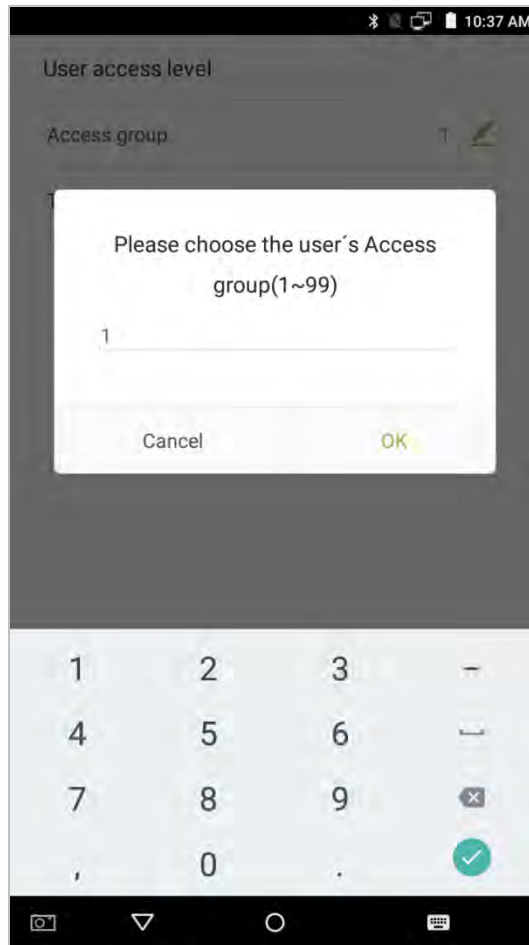 10:37 AM
User access level
Access group 1
Please choose the user´s Access
group(1~99)
1
Cancel OK
1 2 3 –
4 5 6
7 8 9
, 0 .